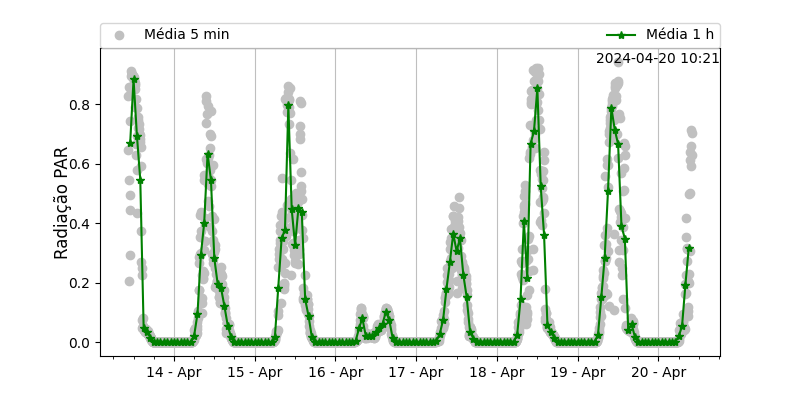 Média 5 min
Média 1 h
2024-04-20 10:21
Radiação PAR
0.8
0.6
0.4
0.2
0.0
14 - Apr
15 - Apr
16 - Apr
17 - Apr
18 - Apr
19 - Apr
20 - Apr